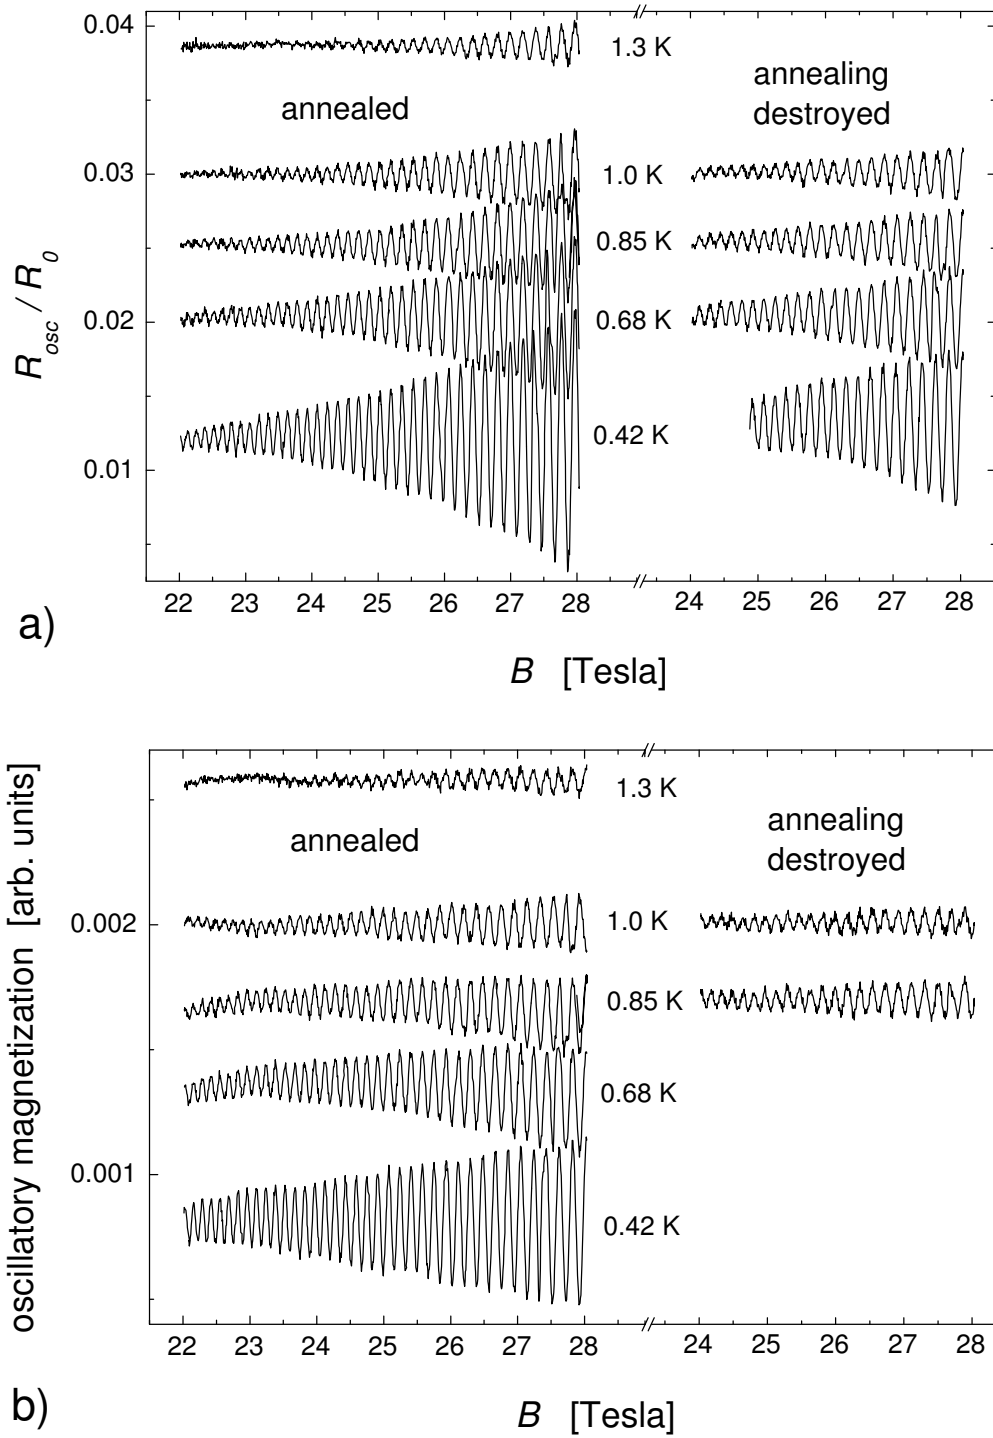 0.04
1.3 K
annealing
annealed
destroyed
0.03
1.0 K
0.85 K
R_osc / R_0
0.02
0.68 K
0.42 K
0.01
22 23 24 25 26 27 28 24 25 26 27 28
a)
B [Tesla]
oscillatory magnetization [arb. units]
1.3 K
annealing
annealed
destroyed
0.002
1.0 K
0.85 K
0.68 K
0.001
0.42 K
22 23 24 25 26 27 28 24 25 26 27 28
b)
B [Tesla]